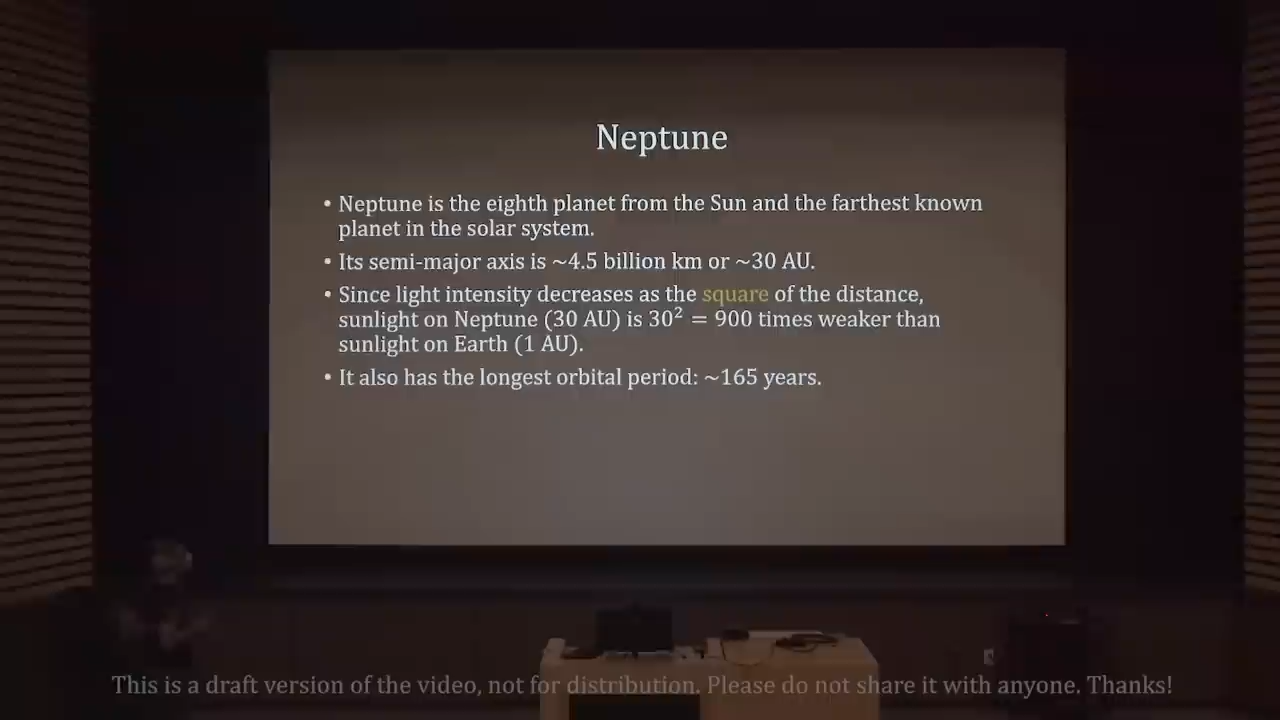 Neptune
• Neptune is the eighth planet from the Sun and the farthest known
planet in the solar system.
• Its semi-major axis is ~4.5 billion km or ~30 AU.
• Since light intensity decreases as the square of the distance,
sunlight on Neptune (30 AU) is 30² = 900 times weaker than
sunlight on Earth (1 AU).
• It also has the longest orbital period: ~165 years.
This is a draft version of the video, not for distribution. Please do not share it with anyone. Thanks!